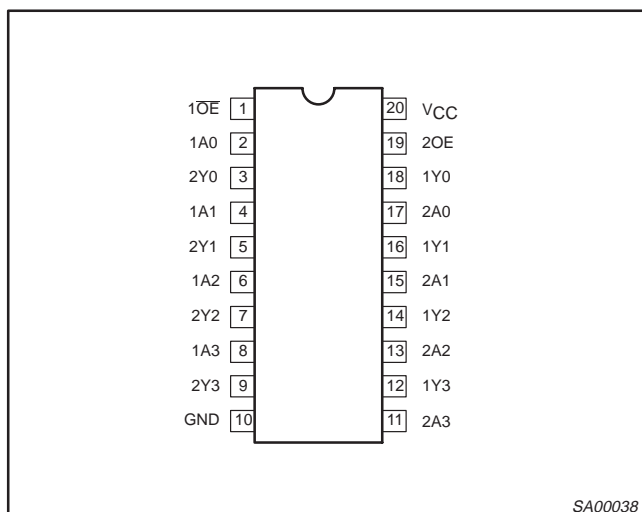 1O̅E̅ 1 20 VCC
1A0 2 19 2OE
2Y0 3 18 1Y0
1A1 4 17 2A0
2Y1 5 16 1Y1
1A2 6 15 2A1
2Y2 7 14 1Y2
1A3 8 13 2A2
2Y3 9 12 1Y3
GND 10 11 2A3
SA00038